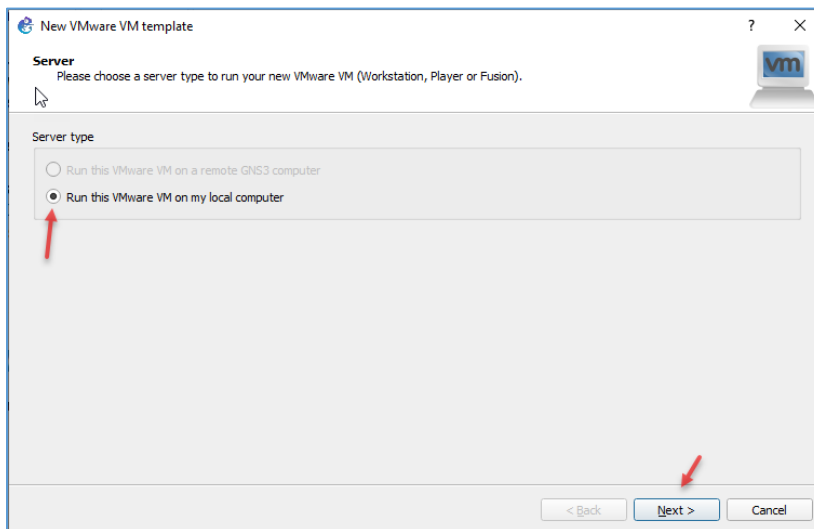 New VMware VM template
?
Server
Please choose a server type to run your new VMware VM (Workstation, Player or Fusion).
vm
Server type
Run this VMware VM on a remote GNS3 computer
Run this VMware VM on my local computer
< Back
Next >
Cancel